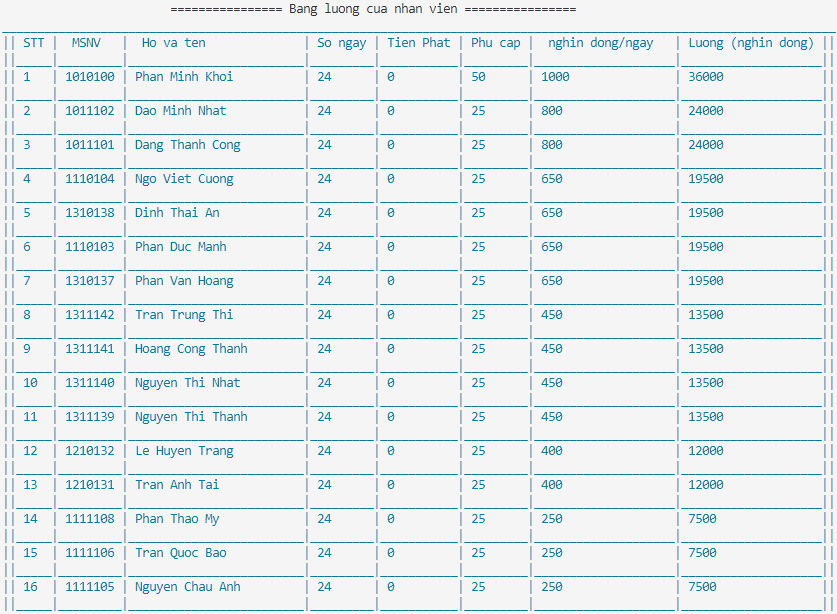 ================ Bang luong cua nhan vien ================
|| STT | MSNV | Ho va ten | So ngay | Tien Phat | Phu cap | nghin dong/ngay | Luong (nghin dong) ||
|| 1 | 1010100 | Phan Minh Khoi | 24 | 0 | 50 | 1000 | 36000 ||
|| 2 | 1011102 | Dao Minh Nhat | 24 | 0 | 25 | 800 | 24000 ||
|| 3 | 1011101 | Dang Thanh Cong | 24 | 0 | 25 | 800 | 24000 ||
|| 4 | 1110104 | Ngo Viet Cuong | 24 | 0 | 25 | 650 | 19500 ||
|| 5 | 1310138 | Dinh Thai An | 24 | 0 | 25 | 650 | 19500 ||
|| 6 | 1110103 | Phan Duc Manh | 24 | 0 | 25 | 650 | 19500 ||
|| 7 | 1310137 | Phan Van Hoang | 24 | 0 | 25 | 650 | 19500 ||
|| 8 | 1311142 | Tran Trung Thi | 24 | 0 | 25 | 450 | 13500 ||
|| 9 | 1311141 | Hoang Cong Thanh | 24 | 0 | 25 | 450 | 13500 ||
|| 10 | 1311140 | Nguyen Thi Nhat | 24 | 0 | 25 | 450 | 13500 ||
|| 11 | 1311139 | Nguyen Thi Thanh | 24 | 0 | 25 | 450 | 13500 ||
|| 12 | 1210132 | Le Huyen Trang | 24 | 0 | 25 | 400 | 12000 ||
|| 13 | 1210131 | Tran Anh Tai | 24 | 0 | 25 | 400 | 12000 ||
|| 14 | 1111108 | Phan Thao My | 24 | 0 | 25 | 250 | 7500 ||
|| 15 | 1111106 | Tran Quoc Bao | 24 | 0 | 25 | 250 | 7500 ||
|| 16 | 1111105 | Nguyen Chau Anh | 24 | 0 | 25 | 250 | 7500 ||